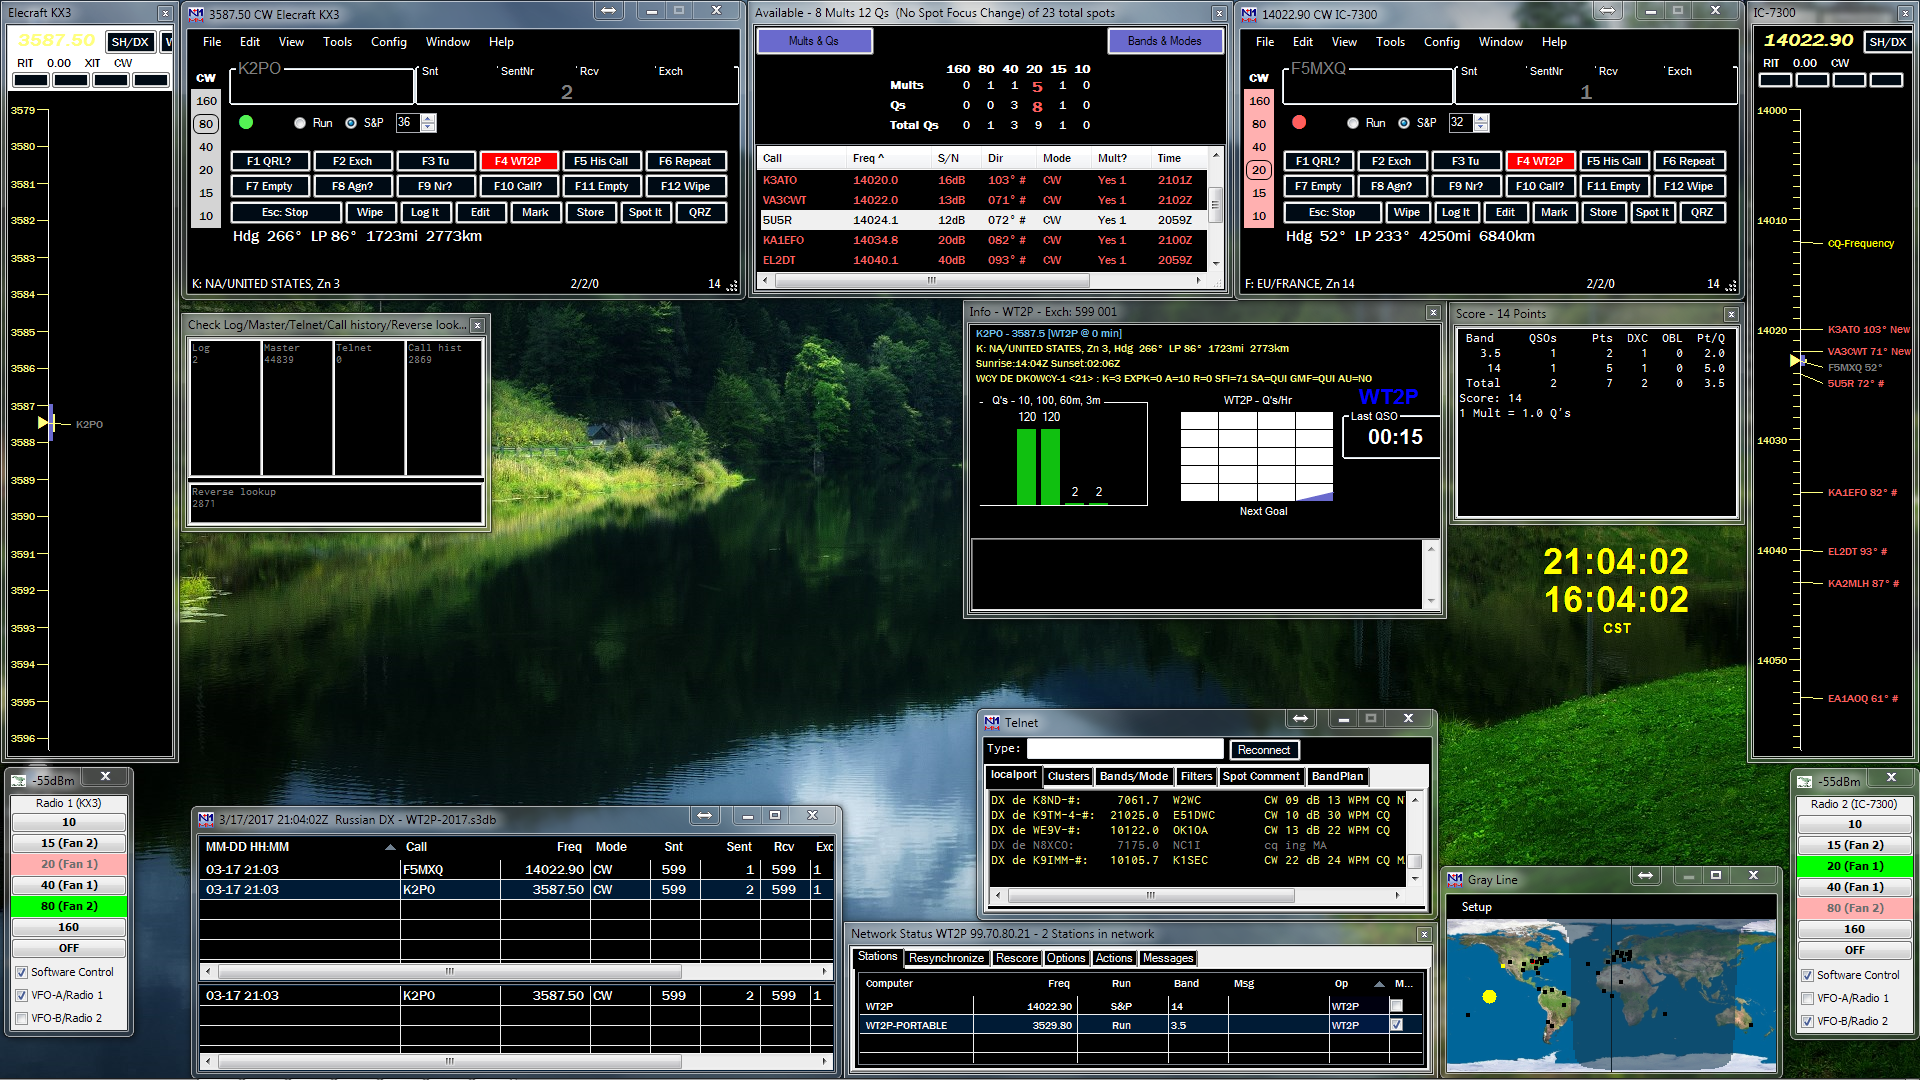 Elecraft KX3
3587.50 SH/DX W
RIT 0.00 XIT CW
3579
3580
3581
3582
3583
3584
3585
3586
3587
3588
3589
3590
3591
3592
3593
3594
3595
3596
K2PO
3587.50 CW Elecraft KX3
File Edit View Tools Config Window Help
CW
160
80
40
20
15
10
K2PO
Snt SentNr Rcv Exch
2
Run S&P 36
F1 QRL? F2 Exch F3 Tu F4 WT2P F5 His Call F6 Repeat
F7 Empty F8 Agn? F9 Nr? F10 Call? F11 Empty F12 Wipe
Esc: Stop Wipe Log It Edit Mark Store Spot It QRZ
Hdg 266° LP 86° 1723mi 2773km
K: NA/UNITED STATES, Zn 3 2/2/0 14
Available - 8 Mults 12 Qs (No Spot Focus Change) of 23 total spots
Mults & Qs Bands & Modes
160 80 40 20 15 10
Mults 0 1 1 5 1 0
Qs 0 0 3 8 1 0
Total Qs 0 1 3 9 1 0
Call Freq ^ S/N Dir Mode Mult? Time
K3ATO 14020.0 16dB 103° # CW Yes 1 2101Z
VA3CWT 14022.0 13dB 071° # CW Yes 1 2102Z
5U5R 14024.1 12dB 072° # CW Yes 1 2059Z
KA1EFO 14034.8 20dB 082° # CW Yes 1 2100Z
EL2DT 14040.1 40dB 093° # CW Yes 1 2059Z
14022.90 CW IC-7300
File Edit View Tools Config Window Help
CW
160
80
40
20
15
10
F5MXQ
Snt SentNr Rcv Exch
1
Run S&P 32
F1 QRL? F2 Exch F3 Tu F4 WT2P F5 His Call F6 Repeat
F7 Empty F8 Agn? F9 Nr? F10 Call? F11 Empty F12 Wipe
Esc: Stop Wipe Log It Edit Mark Store Spot It QRZ
Hdg 52° LP 233° 4250mi 6840km
F: EU/FRANCE, Zn 14 2/2/0 14
IC-7300
14022.90 SH/DX
RIT 0.00 CW
14000
14010
CQ-Frequency
14020
K3ATO 103° New
VA3CWT 71° New
F5MXQ 52°
5U5R 72° #
14030
KA1EFO 82° #
14040
EL2DT 93° #
KA2MLH 87° #
14050
EA1AOQ 61° #
Check Log/Master/Telnet/Call history/Reverse look...
Log Master Telnet Call hist
2 44839 0 2869
Reverse lookup
2871
Info - WT2P - Exch: 599 001
K2PO - 3587.5 [WT2P @ 0 min]
K: NA/UNITED STATES, Zn 3, Hdg 266° LP 86° 1723mi 2773km
Sunrise:14:04Z Sunset:02:06Z
WCY DE DK0WCY-1 <21> : K=3 EXPK=0 A=10 R=0 SFI=71 SA=QUI GMF=QUI AU=NO
Q's - 10, 100, 60m, 3m
120 120
2 2
WT2P - Q's/Hr
Next Goal
WT2P
Last QSO
00:15
Score - 14 Points
Band QSOs Pts DXC OBL Pt/Q
3.5 1 2 1 0 2.0
14 1 5 1 0 5.0
Total 2 7 2 0 3.5
Score: 14
1 Mult = 1.0 Q's
21:04:02
16:04:02
CST
Telnet
Type: Reconnect
localport Clusters Bands/Mode Filters Spot Comment BandPlan
DX de K8ND-#: 7061.7 W2WC CW 09 dB 13 WPM CQ
DX de K9TM-4-#: 21025.0 E51DWC CW 10 dB 30 WPM CQ
DX de WE9V-#: 10122.0 OK1OA CW 13 dB 22 WPM CQ
DX de N8XCO: 7175.0 NC1I cq ing MA
DX de K9IMM-#: 10105.7 K1SEC CW 22 dB 24 WPM CQ
-55dBm
Radio 1 (KX3)
10
15 (Fan 2)
20 (Fan 1)
40 (Fan 1)
80 (Fan 2)
160
OFF
Software Control
VFO-A/Radio 1
VFO-B/Radio 2
3/17/2017 21:04:02Z Russian DX - WT2P-2017.s3db
MM-DD HH:MM Call Freq Mode Snt Sent Rcv Exc
03-17 21:03 F5MXQ 14022.90 CW 599 1 599 1
03-17 21:03 K2PO 3587.50 CW 599 2 599 1
03-17 21:03 K2PO 3587.50 CW 599 2 599 1
Network Status WT2P 99.70.80.21 - 2 Stations in network
Stations Resynchronize Rescore Options Actions Messages
Computer Freq Run Band Msg Op M...
WT2P 14022.90 S&P 14 WT2P
WT2P-PORTABLE 3529.80 Run 3.5 WT2P
Gray Line
Setup
-55dBm
Radio 2 (IC-7300)
10
15 (Fan 2)
20 (Fan 1)
40 (Fan 1)
80 (Fan 2)
160
OFF
Software Control
VFO-A/Radio 1
VFO-B/Radio 2